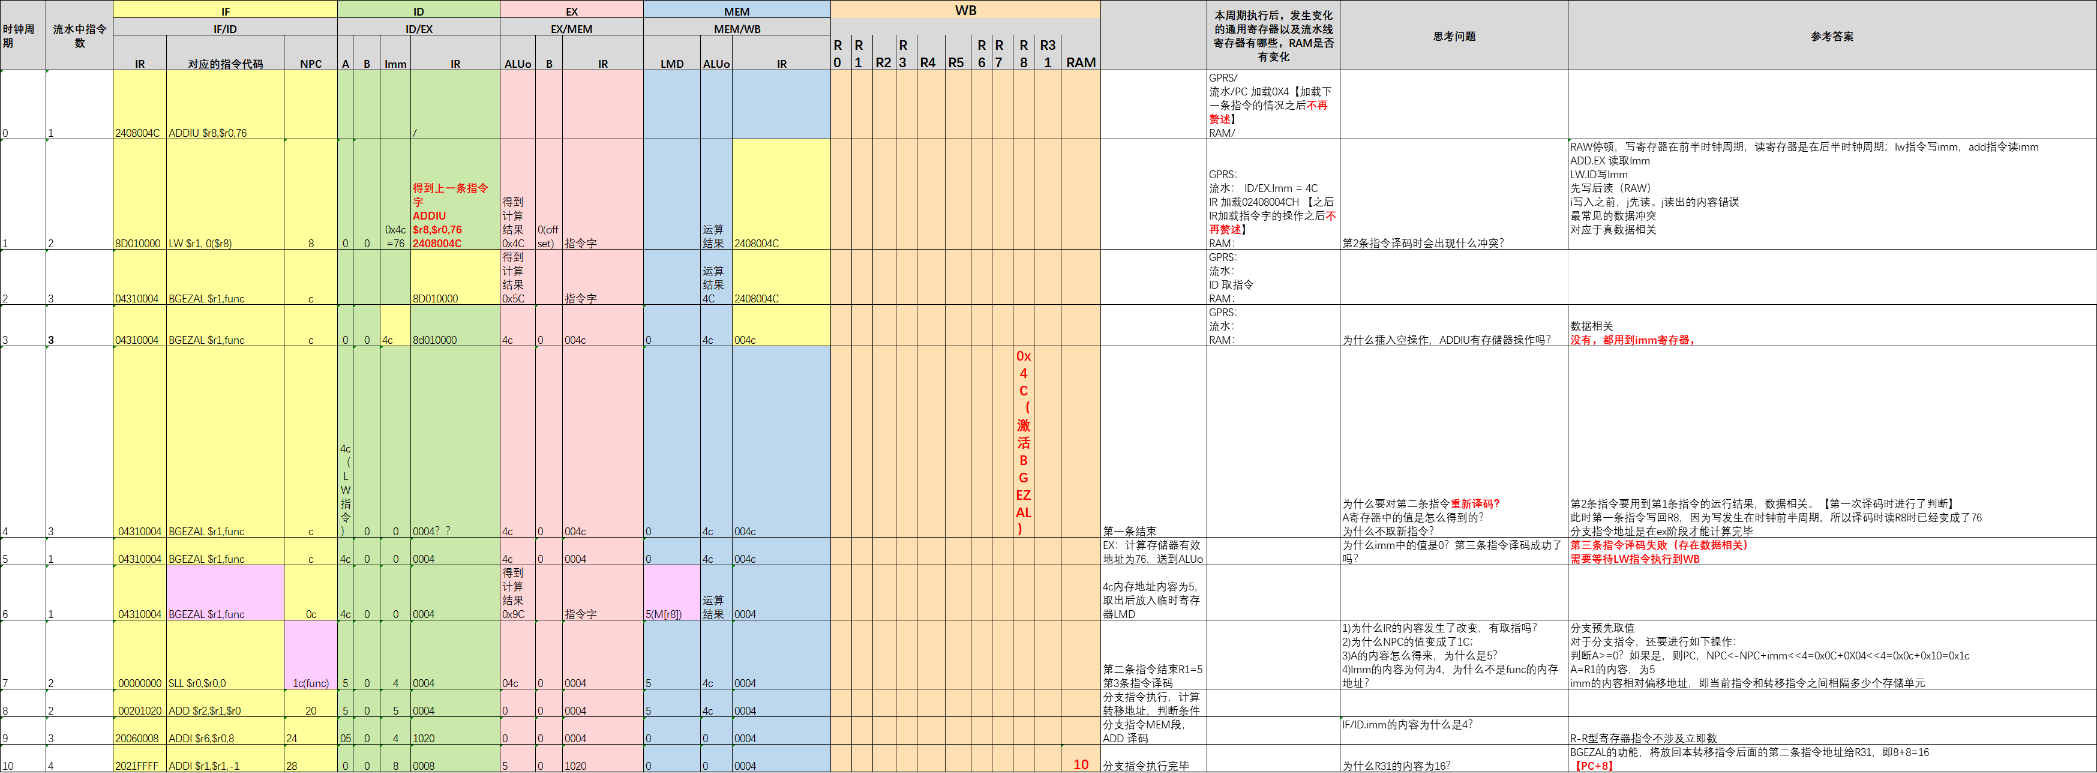 时钟周期
流水中指令数
IF
ID
EX
MEM
WB
本周期执行后，发生变化的通用寄存器以及流水线寄存器有哪些，RAM是否有变化
思考问题
参考答案
IF/ID
ID/EX
EX/MEM
MEM/WB
IR 对应的指令代码 NPC A B Imm IR ALUo B IR LMD ALUo IR R0 R1 R2 R3 R4 R5 R6 R7 R8 R31 RAM
0 1 2408004C ADDIU $r8,$r0,76 /
GPRS/
流水/PC 加载0X4【加载下
一条指令的情况之后不再
赘述】
RAM/
1 2 8D010000 LW $r1, 0($r8) 8 0 0
0x4c
=76
得到上一条指令
字
ADDIU
$r8,$r0,76
2408004C
得到
计算
结果
0x4C
0(off
set)
指令字
运算
结果
2408004C
GPRS:
流水： ID/EX.Imm = 4C
IR 加载02408004CH 【之后
IR加载指令字的操作之后不
再赘述】
RAM:
第2条指令译码时会出现什么冲突？
RAW停顿，写寄存器在前半时钟周期，读寄存器是在后半时钟周期；lw指令写imm，add指令读imm
ADD.EX 读取Imm
LW.ID写Imm
先写后读（RAW）
i写入之前，j先读。j读出的内容错误
最常见的数据冲突
对应于真数据相关
2 3 04310004 BGEZAL $r1,func c 8D010000
得到
计算
结果
0x5C
指令字
运算
结果
4C
2408004C
GPRS:
流水：
ID 取指令
RAM:
3 3 04310004 BGEZAL $r1,func c 0 0 4c 8d010000 4c 0 004c 0 4c 004c
GPRS:
流水：
RAM:
为什么插入空操作，ADDIU有存储器操作吗？
数据相关
没有，都用到imm寄存器，
4 3 04310004 BGEZAL $r1,func c
4c
（
L
W
指
令
）
0 0 0004？？ 4c 0 004c 0 4c 004c
0x
4
C
（
激
活
B
G
EZ
AL
)
第一条结束
为什么要对第二条指令重新译码？
A寄存器中的值是怎么得到的？
为什么不取新指令？
第2条指令要用到第1条指令的运行结果，数据相关。【第一次译码时进行了判断】
此时第一条指令写回R8，因为写发生在时钟前半周期，所以译码时读R8时已经变成了76
分支指令地址是在ex阶段才能计算完毕
5 1 04310004 BGEZAL $r1,func c 4c 0 0 0004 4c 0 0004 0 4c 0004
EX：计算存储器有效
地址为76，送到ALUo
为什么imm中的值是0？第三条指令译码成功了
吗？
第三条指令译码失败（存在数据相关）
需要等待LW指令执行到WB
6 1 04310004 BGEZAL $r1,func 0c 4c 0 0 0004
得到
计算
结果
0x9C
指令字
5(M[r8])
运算
结果
0004
4c内存地址内容为5，
取出后放入临时寄存
器LMD
7 2 00000000 SLL $r0,$r0,0 1c(func) 5 0 4 0004 04c 0 0004 5 4c 0004
第二条指令结束R1=5
第3条指令译码
1)为什么IR的内容发生了改变，有取指吗？
2)为什么NPC的值变成了1C；
3)A的内容怎么得来，为什么是5？
4)Imm的内容为何为4，为什么不是func的内存
地址？
分支预先取值
对于分支指令，还要进行如下操作：
判断A>=0？如果是，则PC，NPC<-NPC+imm<<4=0x0C+0X04<<4=0x0c+0x10=0x1c
A=R1的内容，为5
imm的内容相对偏移地址，即当前指令和转移指令之间相隔多少个存储单元
8 2 00201020 ADD $r2,$r1,$r0 20 5 0 5 0004 0 0 0004 5 4c 0004
分支指令执行，计算
转移地址，判断条件
9 3 20060008 ADDI $r6,$r0,8 24 05 0 4 1020 0 0 0004 0 0 0004
分支指令MEM段，
ADD 译码
IF/ID.imm的内容为什么是4？
R-R型寄存器指令不涉及立即数
10 4 2021FFFF ADDI $r1,$r1,-1 28 0 0 8 0008 5 0 1020 0 0 0004 10
分支指令执行完毕
为什么R31的内容为16？
BGEZAL的功能，将放回本转移指令后面的第二条指令地址给R31，即8+8=16
【PC+8】